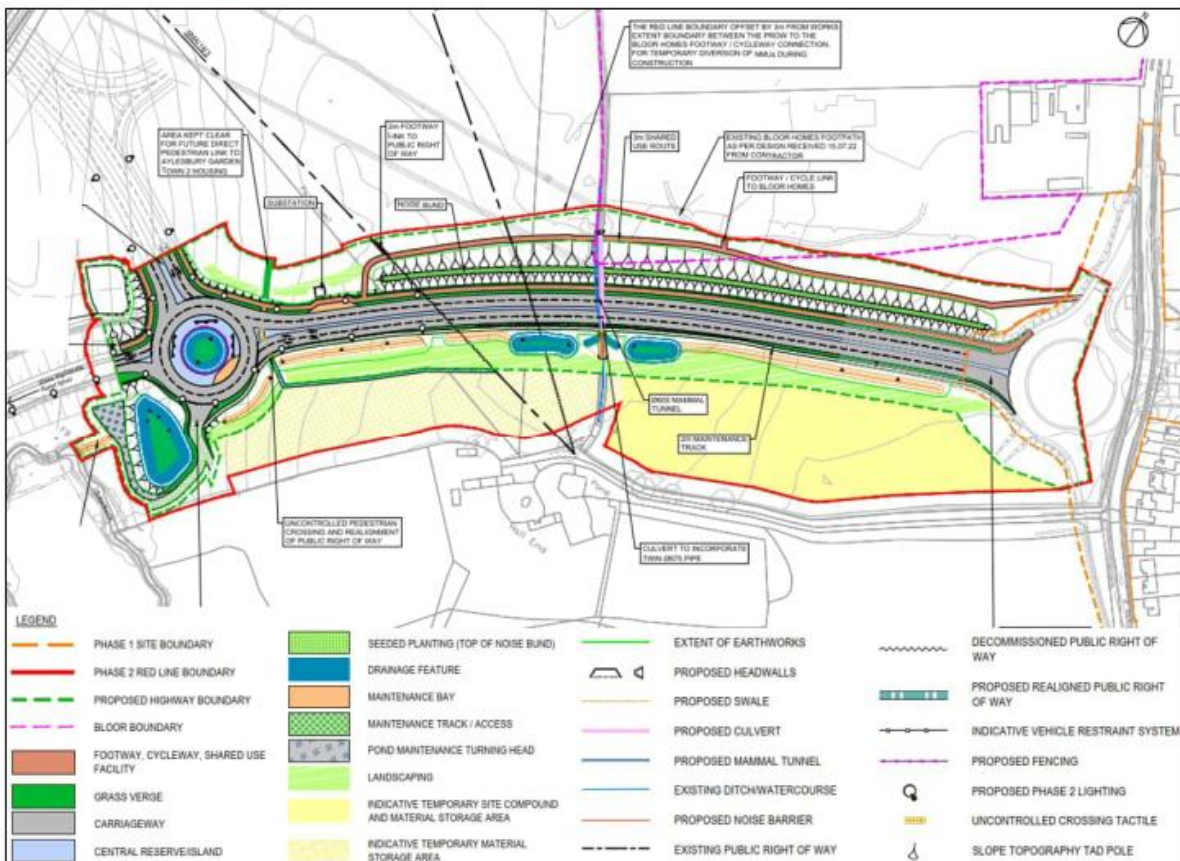 N
THE RED LINE BOUNDARY OFFSET BY 3m FROM WORKS
EXTENT BOUNDARY BETWEEN THE PROW TO THE
BLOOR HOMES FOOTWAY / CYCLEWAY CONNECTION,
FOR TEMPORARY DIVERSION OF NMUs DURING
CONSTRUCTION
AREA KEPT CLEAR
FOR FUTURE DIRECT
PEDESTRIAN LINK TO
AYLESBURY GARDEN
TOWN 2 HOUSING
2m FOOTWAY
LINK TO
PUBLIC RIGHT
OF WAY
3m SHARED
USE ROUTE
EXISTING BLOOR HOMES FOOTPATH
AS PER DESIGN RECEIVED 15.07.22
FROM CONTRACTOR
FOOTWAY / CYCLE LINK
TO BLOOR HOMES
SUBSTATION
NOISE BUND
Ø600 MAMMAL
TUNNEL
2m MAINTENANCE
TRACK
UNCONTROLLED PEDESTRIAN
CROSSING AND REALIGNMENT
OF PUBLIC RIGHT OF WAY
CULVERT TO INCORPORATE
TWIN Ø675 PIPE
Pond
Hall End
LEGEND
PHASE 1 SITE BOUNDARY
PHASE 2 RED LINE BOUNDARY
PROPOSED HIGHWAY BOUNDARY
BLOOR BOUNDARY
FOOTWAY, CYCLEWAY, SHARED USE
FACILITY
GRASS VERGE
CARRIAGEWAY
CENTRAL RESERVE/ISLAND
SEEDED PLANTING (TOP OF NOISE BUND)
DRAINAGE FEATURE
MAINTENANCE BAY
MAINTENANCE TRACK / ACCESS
POND MAINTENANCE TURNING HEAD
LANDSCAPING
INDICATIVE TEMPORARY SITE COMPOUND
AND MATERIAL STORAGE AREA
INDICATIVE TEMPORARY MATERIAL
STORAGE AREA
EXTENT OF EARTHWORKS
PROPOSED HEADWALLS
PROPOSED SWALE
PROPOSED CULVERT
PROPOSED MAMMAL TUNNEL
EXISTING DITCH/WATERCOURSE
PROPOSED NOISE BARRIER
EXISTING PUBLIC RIGHT OF WAY
DECOMMISSIONED PUBLIC RIGHT OF
WAY
PROPOSED REALIGNED PUBLIC RIGHT
OF WAY
INDICATIVE VEHICLE RESTRAINT SYSTEM
PROPOSED FENCING
PROPOSED PHASE 2 LIGHTING
UNCONTROLLED CROSSING TACTILE
SLOPE TOPOGRAPHY TAD POLE